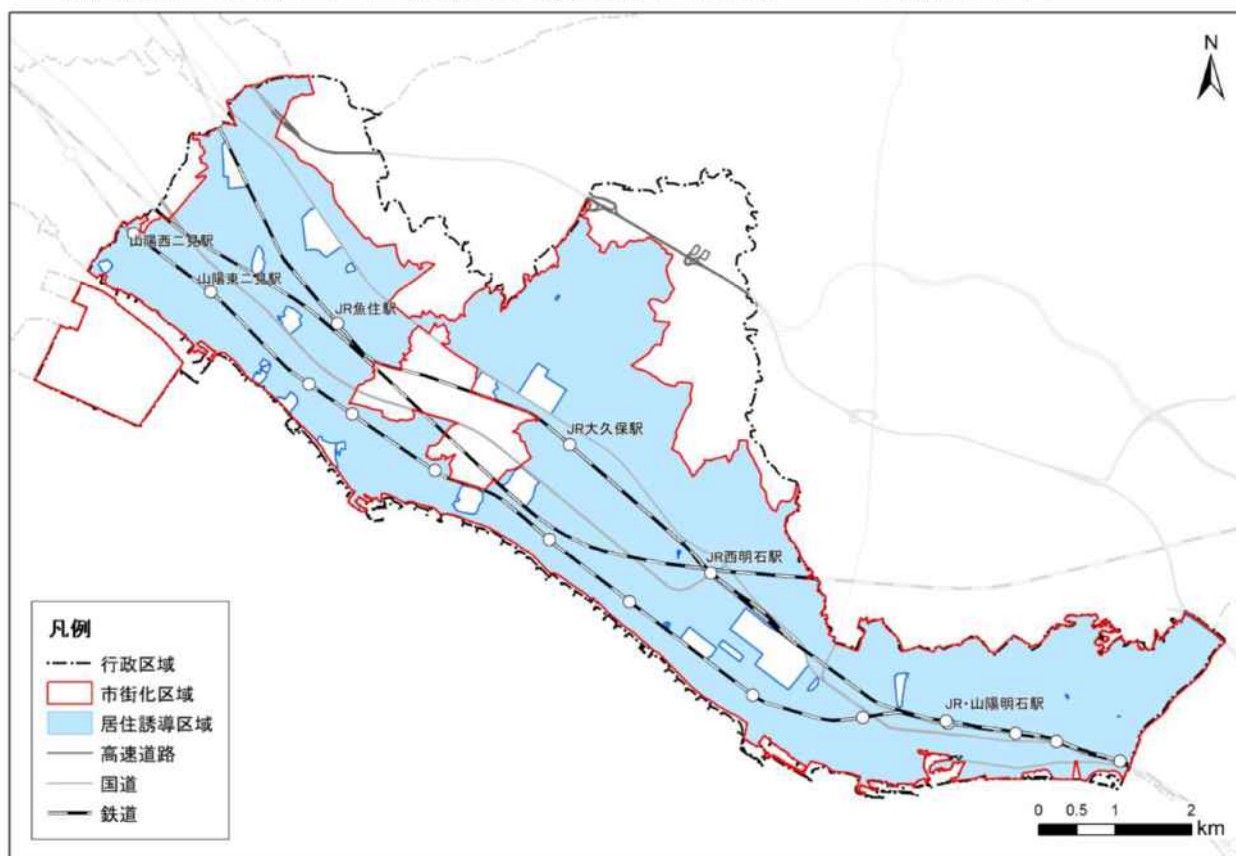 N
山陽西二見駅
山陽東二見駅
JR魚住駅
JR大久保駅
JR西明石駅
JR・山陽明石駅
凡例
行政区域
市街化区域
居住誘導区域
高速道路
国道
鉄道
0 0.5 1 2
km